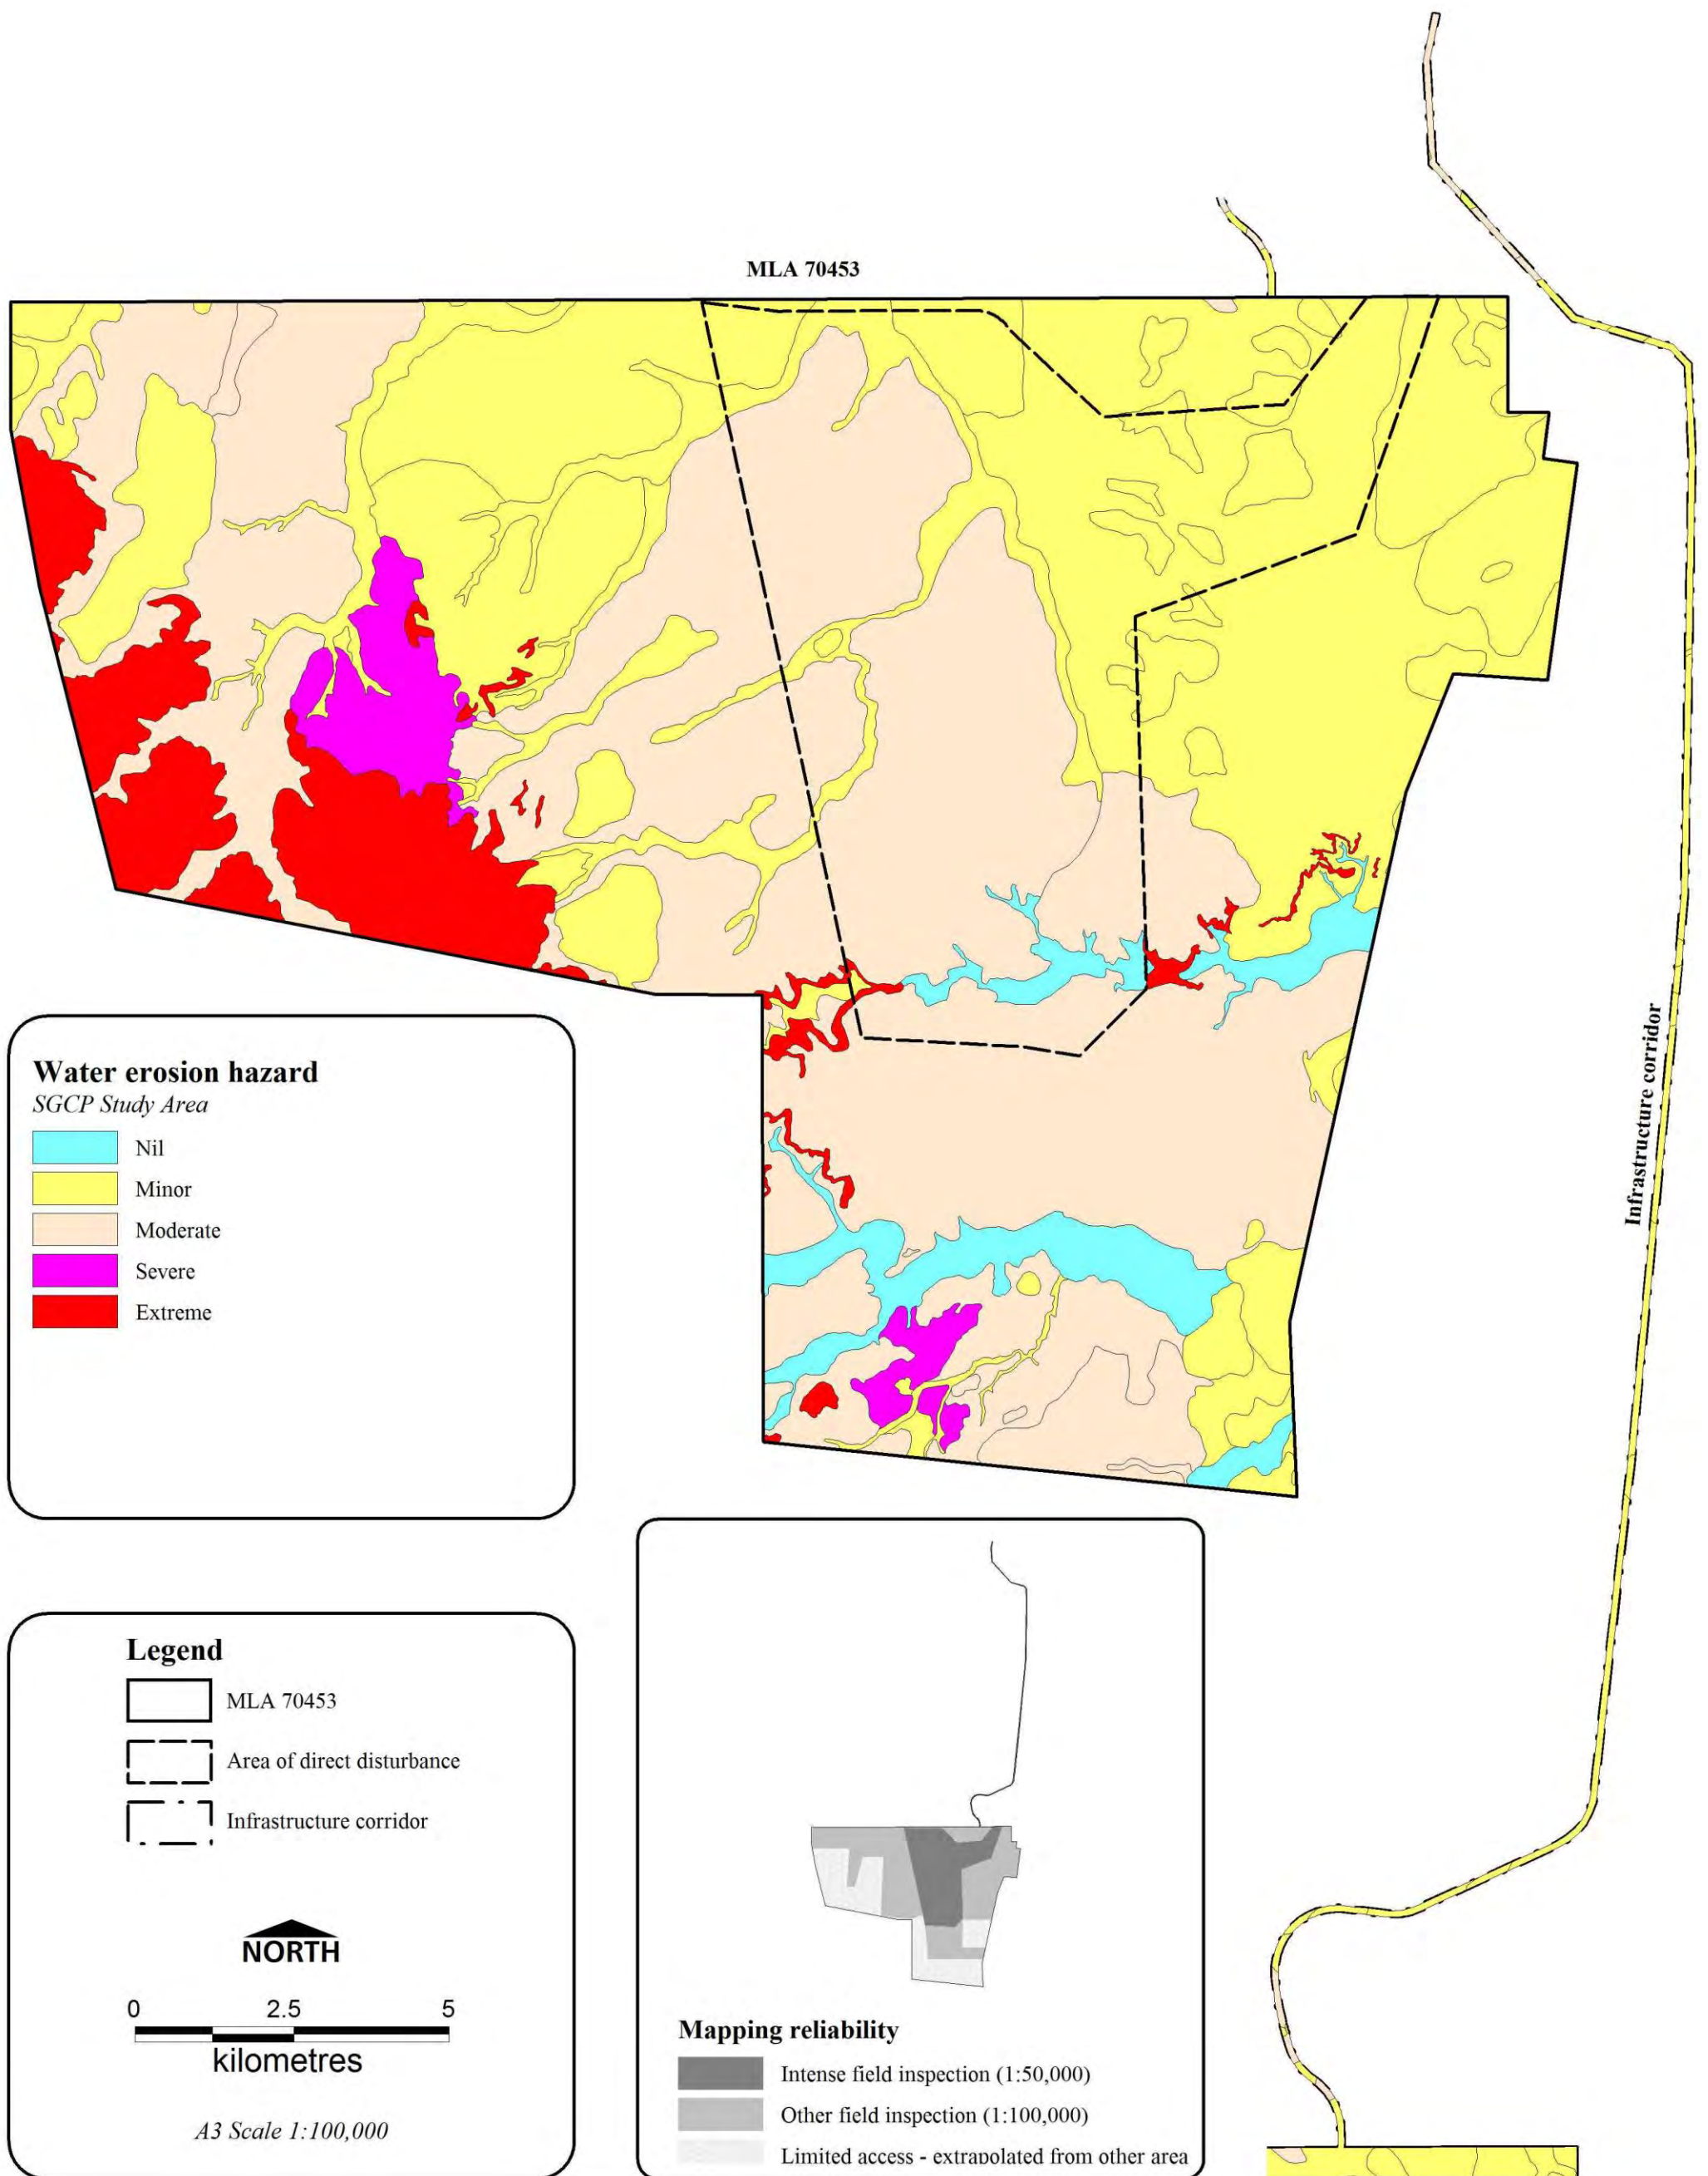 MLA 70453
Infrastructure corridor
Water erosion hazard
SGCP Study Area
Nil
Minor
Moderate
Severe
Extreme
Legend
MLA 70453
Area of direct disturbance
Infrastructure corridor
NORTH
0 2.5 5
kilometres
A3 Scale 1:100,000
Mapping reliability
Intense field inspection (1:50,000)
Other field inspection (1:100,000)
Limited access - extrapolated from other area